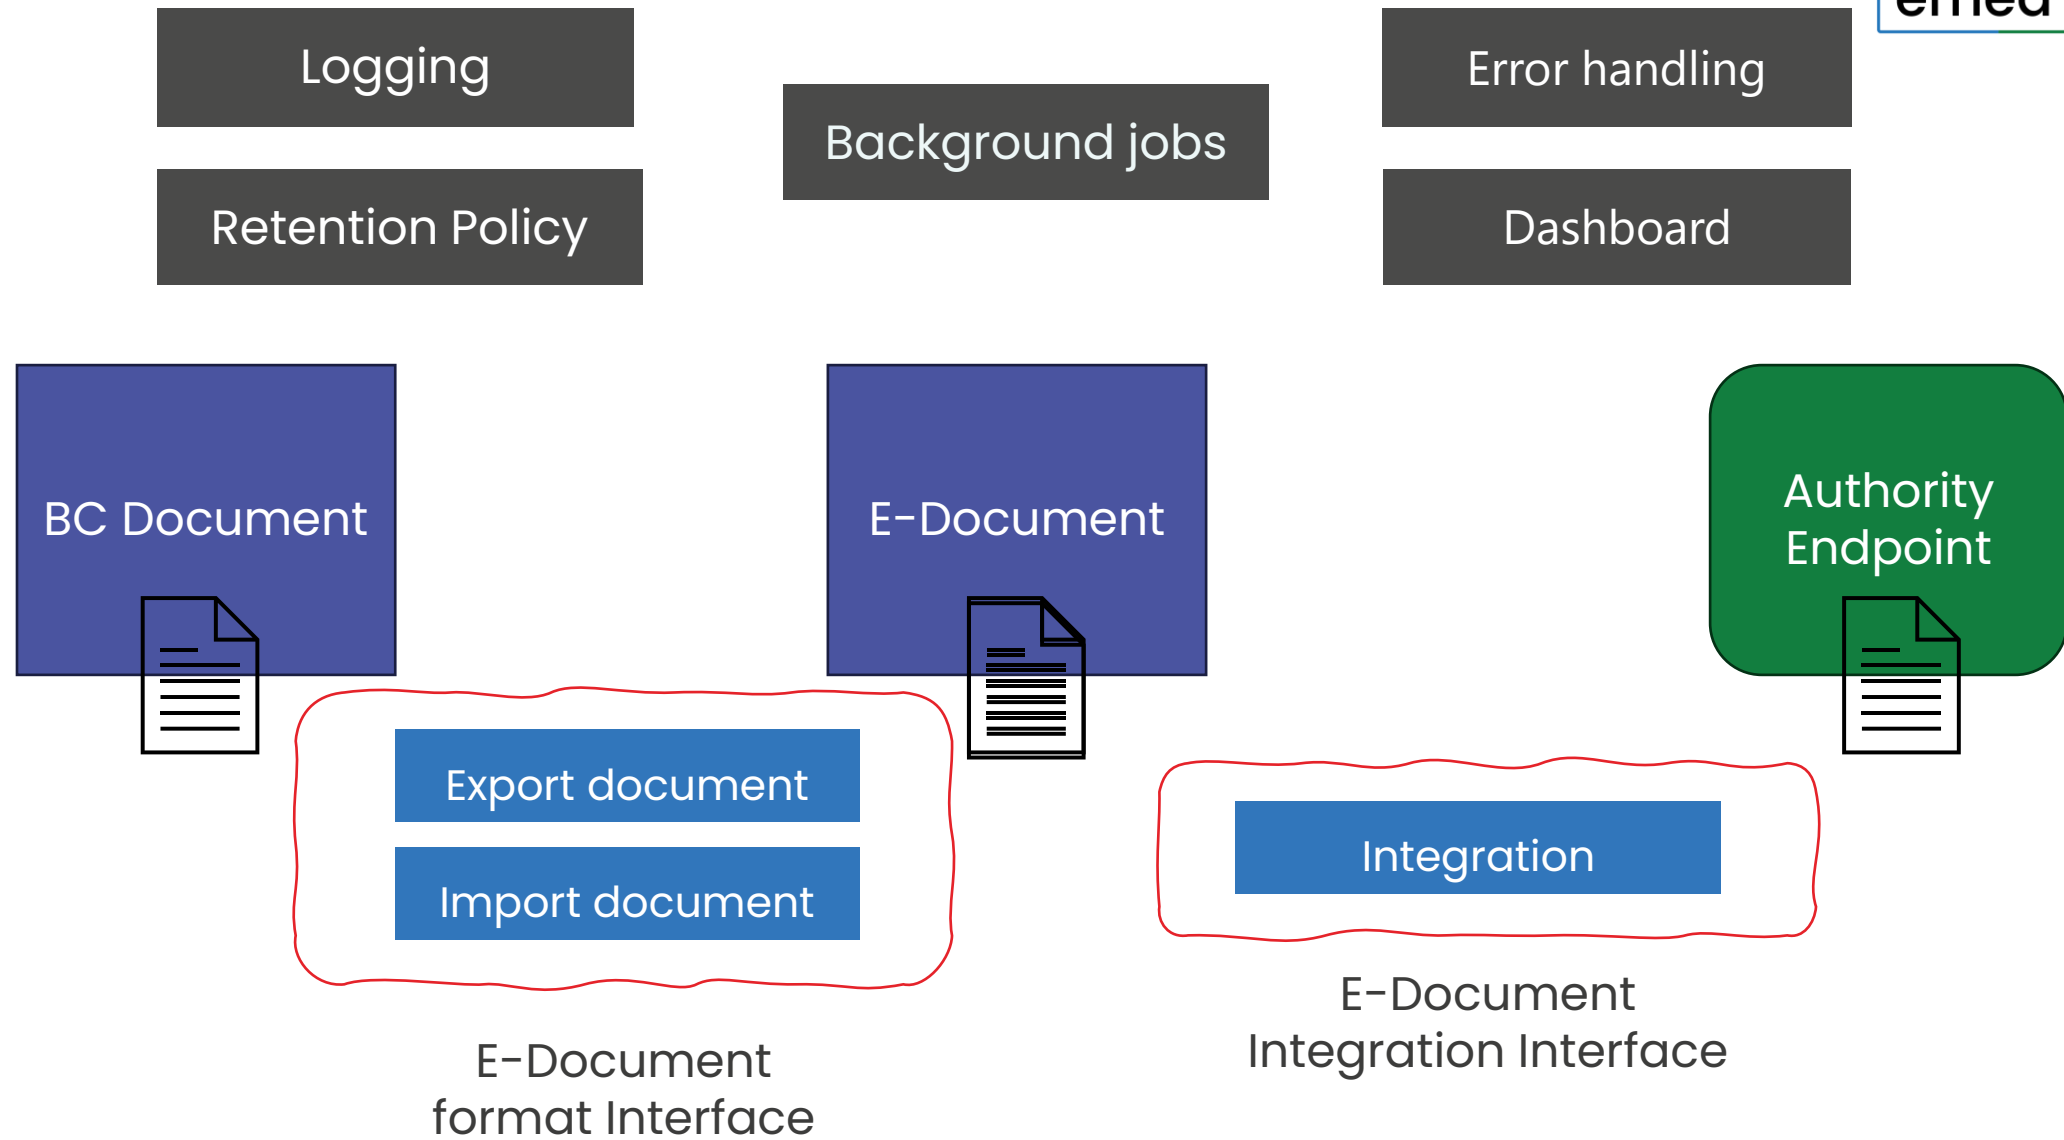 Logging
Error handling
Background jobs
Retention Policy
Dashboard
BC Document
E-Document
Authority
Endpoint
Export document
Import document
Integration
E-Document
Integration Interface
E-Document
format Interface